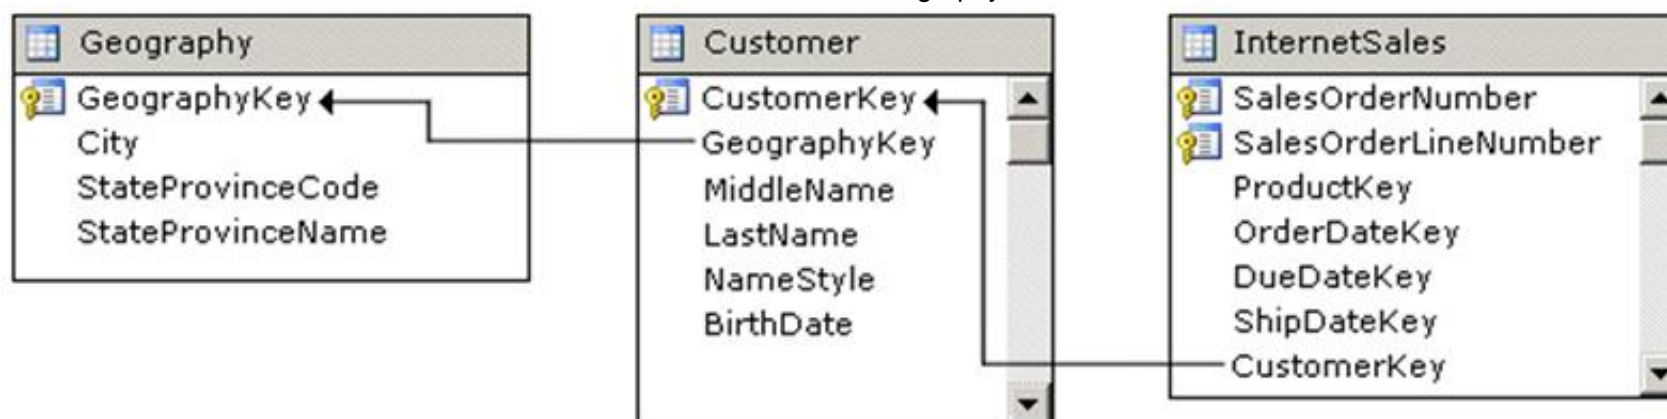 Geography
GeographyKey
City
StateProvinceCode
StateProvinceName
Customer
CustomerKey
GeographyKey
MiddleName
LastName
NameStyle
BirthDate
InternetSales
SalesOrderNumber
SalesOrderLineNumber
ProductKey
OrderDateKey
DueDateKey
ShipDateKey
CustomerKey